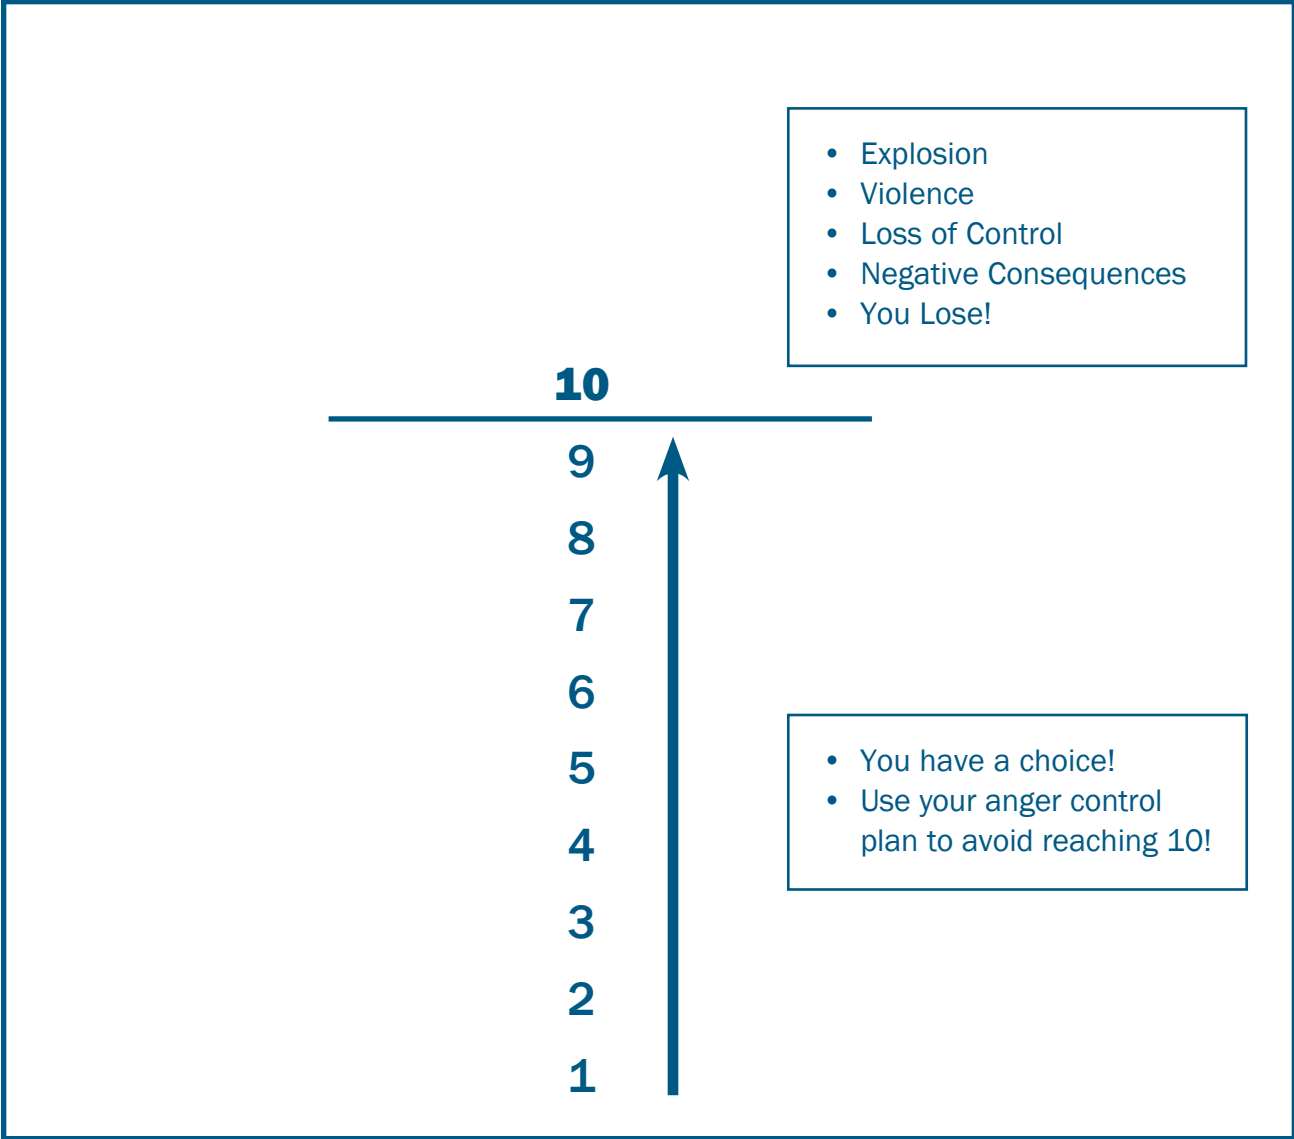 • Explosion
• Violence
• Loss of Control
• Negative Consequences
• You Lose!
10
9
8
7
6
5
• You have a choice!
• Use your anger control
plan to avoid reaching 10!
4
3
2
1